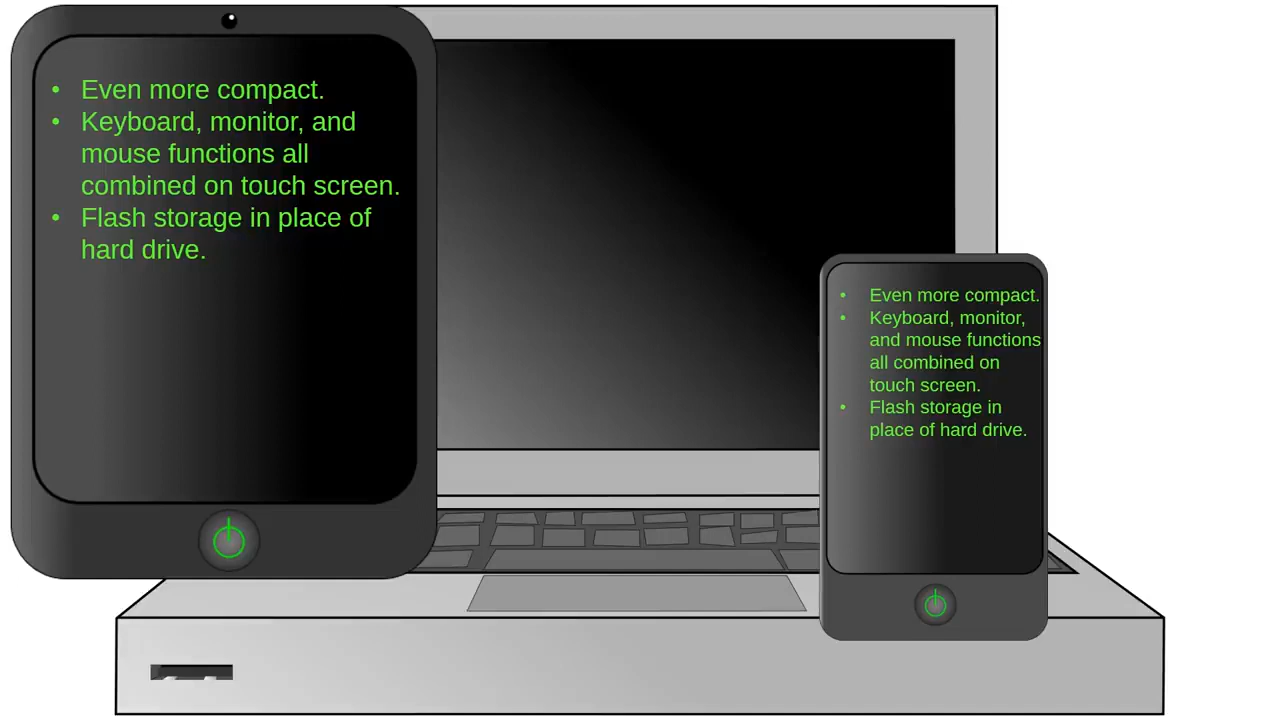 • Even more compact.
• Keyboard, monitor, and
mouse functions all
combined on touch screen.
• Flash storage in place of
hard drive.
• Even more compact.
• Keyboard, monitor,
and mouse functions
all combined on
touch screen.
• Flash storage in
place of hard drive.